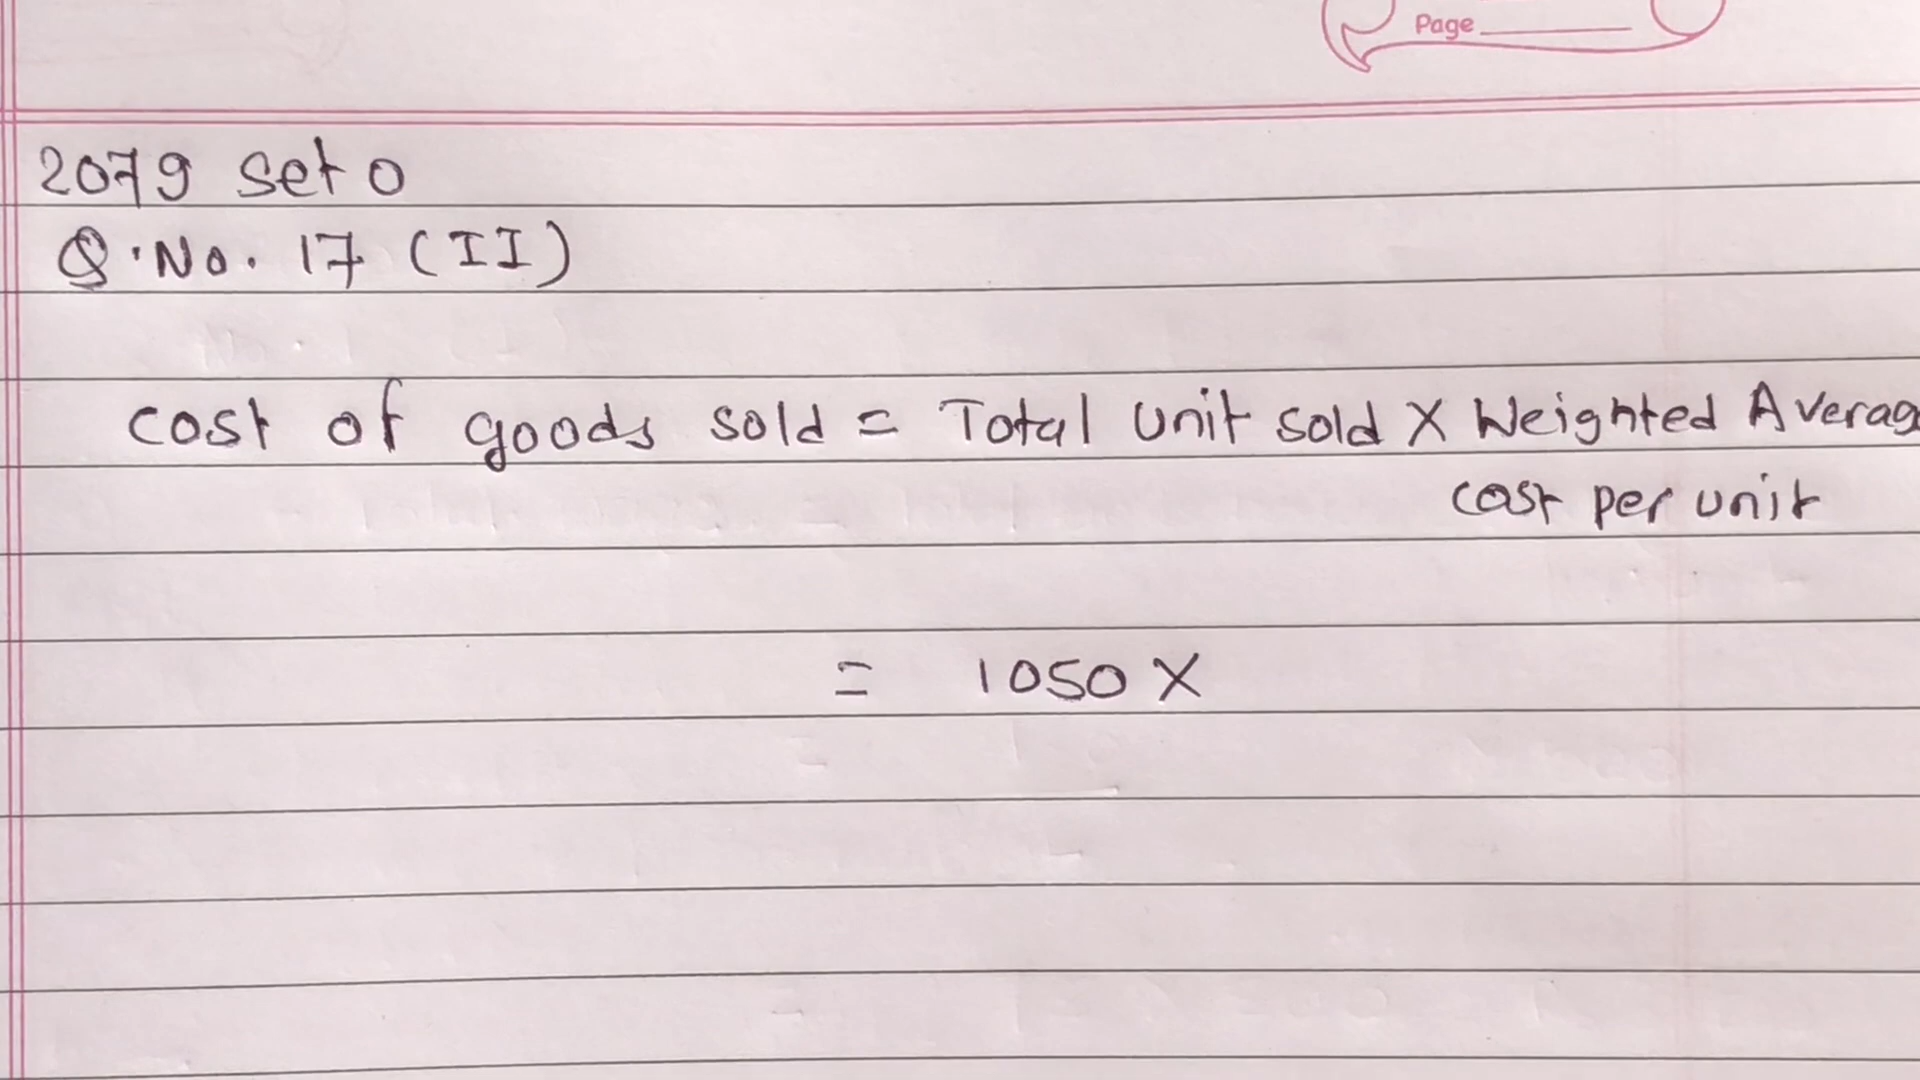 Page
2079 Set O
Q.No. 17 (II)
cost of goods sold = Total unit sold X Weighted Averag
cost per unit
= 1050 X